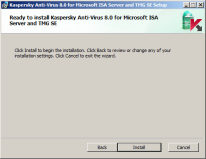 Kaspersky Anti-Virus 8.0 for Microsoft ISA Server and TMG SE Setup
Ready to install Kaspersky Anti-Virus 8.0 for Microsoft ISA
Server and TMG SE
Click Install to begin the installation. Click Back to review or change any of your
installation settings. Click Cancel to exit the wizard.
Back
Install
Cancel